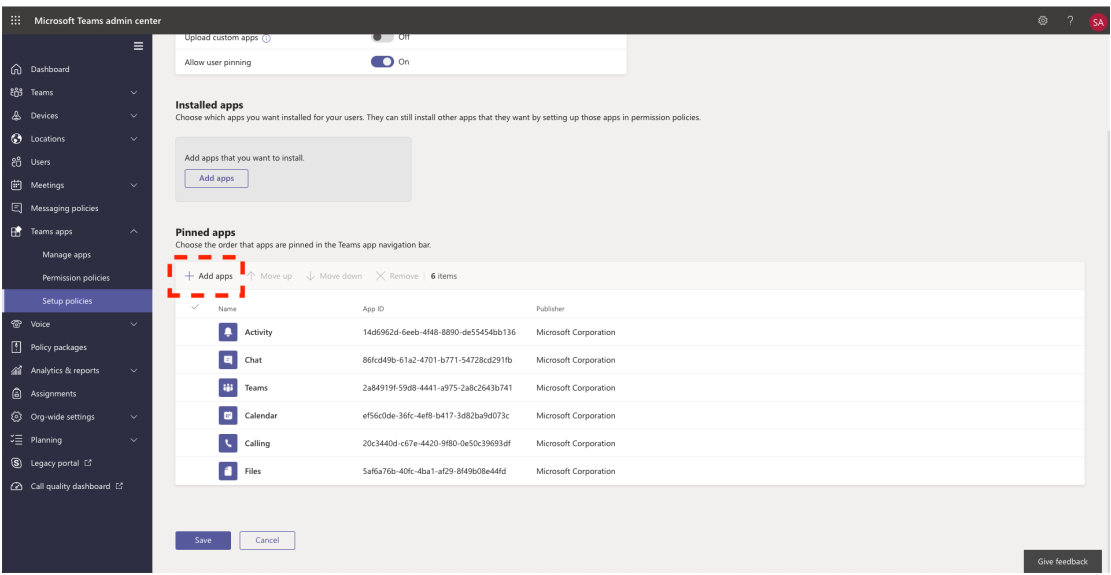 Microsoft Teams admin center
?
SA
Dashboard
Teams
Devices
Locations
Users
Meetings
Messaging policies
Teams apps
Manage apps
Permission policies
Setup policies
Voice
Policy packages
Analytics & reports
Assignments
Org-wide settings
Planning
Legacy portal
Call quality dashboard
Upload custom apps Off
Allow user pinning On
Installed apps
Choose which apps you want installed for your users. They can still install other apps that they want by setting up those apps in permission policies.
Add apps that you want to install.
Add apps
Pinned apps
Choose the order that apps are pinned in the Teams app navigation bar.
+ Add apps ↑ Move up ↓ Move down × Remove | 6 items
Name App ID Publisher
Activity 14d6962d-6eeb-4f48-8890-de55454bb136 Microsoft Corporation
Chat 86fcd49b-61a2-4701-b771-54728cd291fb Microsoft Corporation
Teams 2a84919f-59d8-4441-a975-2a8c2643b741 Microsoft Corporation
Calendar ef56c0de-36fc-4ef8-b417-3d82ba9d073c Microsoft Corporation
Calling 20c3440d-c67e-4420-9f80-0e50c39693df Microsoft Corporation
Files 5af6a76b-40fc-4ba1-af29-8f49b08e44fd Microsoft Corporation
Save Cancel
Give feedback